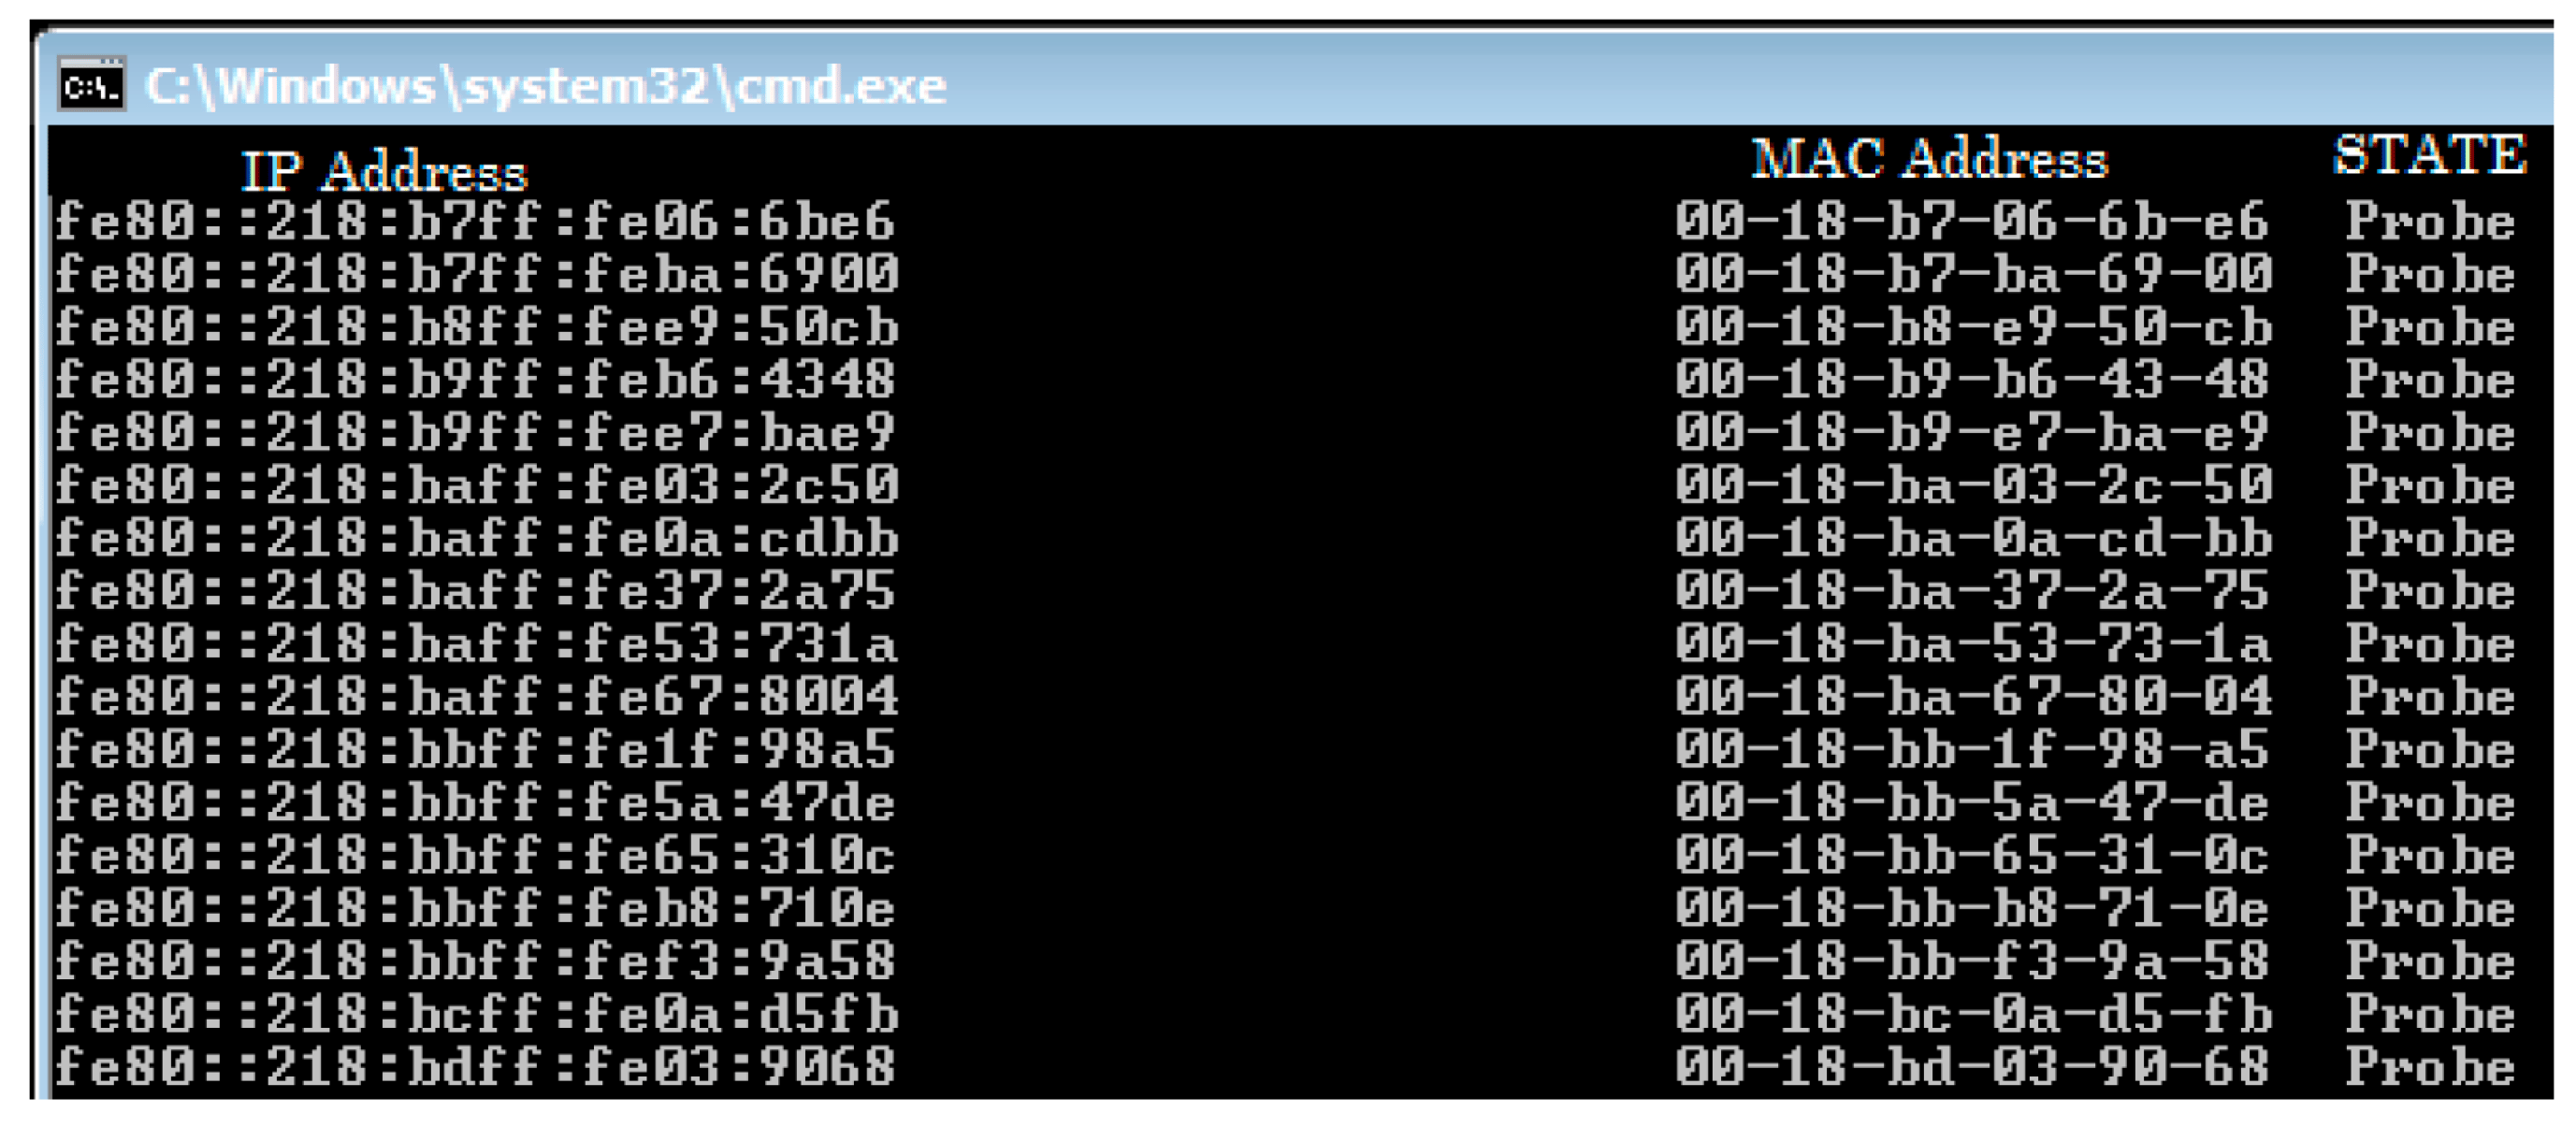 C:\Windows\system32\cmd.exe
IP Address MAC Address STATE
fe80::218:b7ff:fe06:6be6 00-18-b7-06-6b-e6 Probe
fe80::218:b7ff:feba:6900 00-18-b7-ba-69-00 Probe
fe80::218:b8ff:fee9:50cb 00-18-b8-e9-50-cb Probe
fe80::218:b9ff:feb6:4348 00-18-b9-b6-43-48 Probe
fe80::218:b9ff:fee7:bae9 00-18-b9-e7-ba-e9 Probe
fe80::218:baff:fe03:2c50 00-18-ba-03-2c-50 Probe
fe80::218:baff:fe0a:cdbb 00-18-ba-0a-cd-bb Probe
fe80::218:baff:fe37:2a75 00-18-ba-37-2a-75 Probe
fe80::218:baff:fe53:731a 00-18-ba-53-73-1a Probe
fe80::218:baff:fe67:8004 00-18-ba-67-80-04 Probe
fe80::218:bbff:fe1f:98a5 00-18-bb-1f-98-a5 Probe
fe80::218:bbff:fe5a:47de 00-18-bb-5a-47-de Probe
fe80::218:bbff:fe65:310c 00-18-bb-65-31-0c Probe
fe80::218:bbff:feb8:710e 00-18-bb-b8-71-0e Probe
fe80::218:bbff:fef3:9a58 00-18-bb-f3-9a-58 Probe
fe80::218:bcff:fe0a:d5fb 00-18-bc-0a-d5-fb Probe
fe80::218:bdff:fe03:9068 00-18-bd-03-90-68 Probe